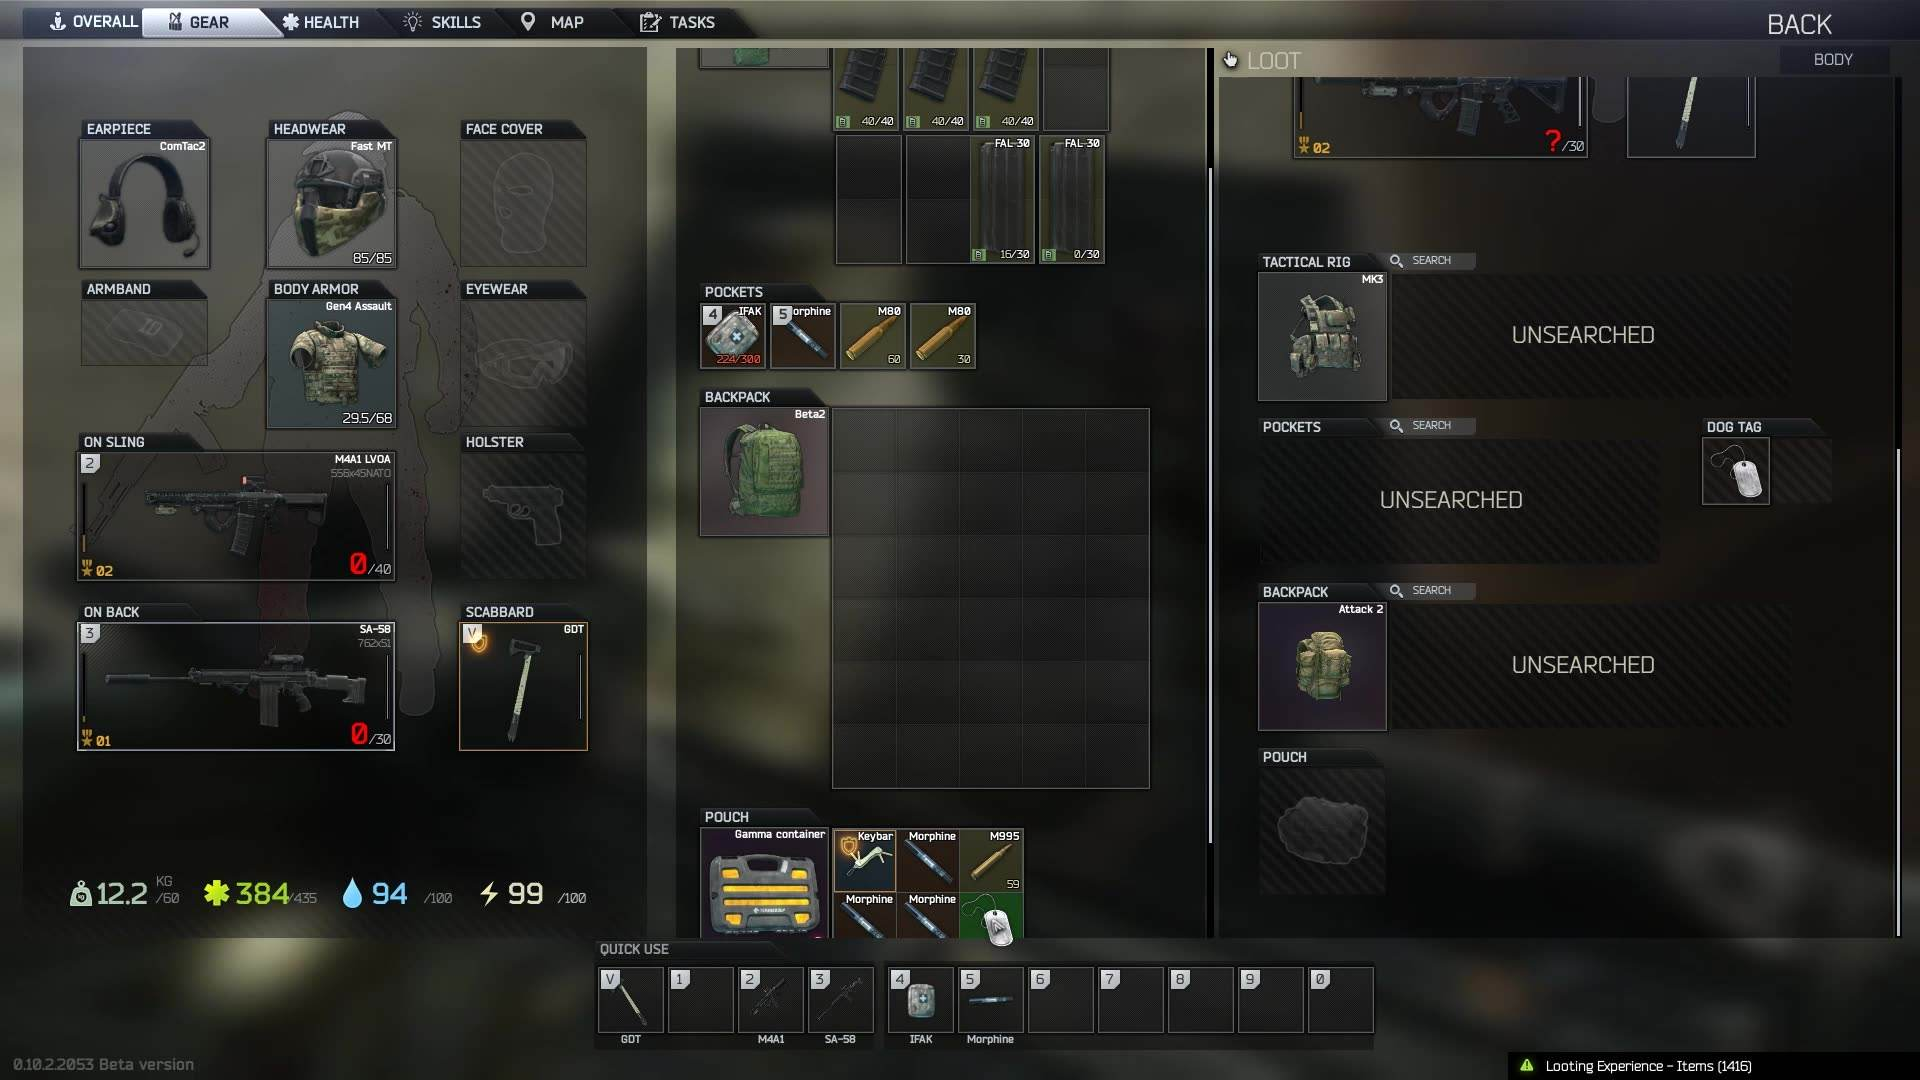 OVERALL
GEAR
HEALTH
SKILLS
MAP
TASKS
BACK
EARPIECE
ComTac2
HEADWEAR
Fast MT
85/85
FACE COVER
ARMBAND
BODY ARMOR
Gen4 Assault
29.5/68
EYEWEAR
ON SLING
2
M4A1 LVOA
556x45NATO
02
0/40
HOLSTER
ON BACK
3
SA-58
762x51
01
0/30
SCABBARD
V
GDT
12.2 KG /60
384/435
94 /100
99 /100
40/40
40/40
40/40
FAL-30
16/30
FAL-30
0/30
POCKETS
4
IFAK
224/300
5
orphine
M80
60
M80
30
BACKPACK
Beta2
POUCH
Gamma container
Keybar
Morphine
M995
59
Morphine
Morphine
LOOT
BODY
02
?/30
TACTICAL RIG
SEARCH
MK3
UNSEARCHED
POCKETS
SEARCH
UNSEARCHED
DOG TAG
BACKPACK
SEARCH
Attack 2
UNSEARCHED
POUCH
QUICK USE
V
1
2
3
4
5
6
7
8
9
0
GDT
M4A1
SA-58
IFAK
Morphine
0.10.2.2053 Beta version
Looting Experience - Items (1416)